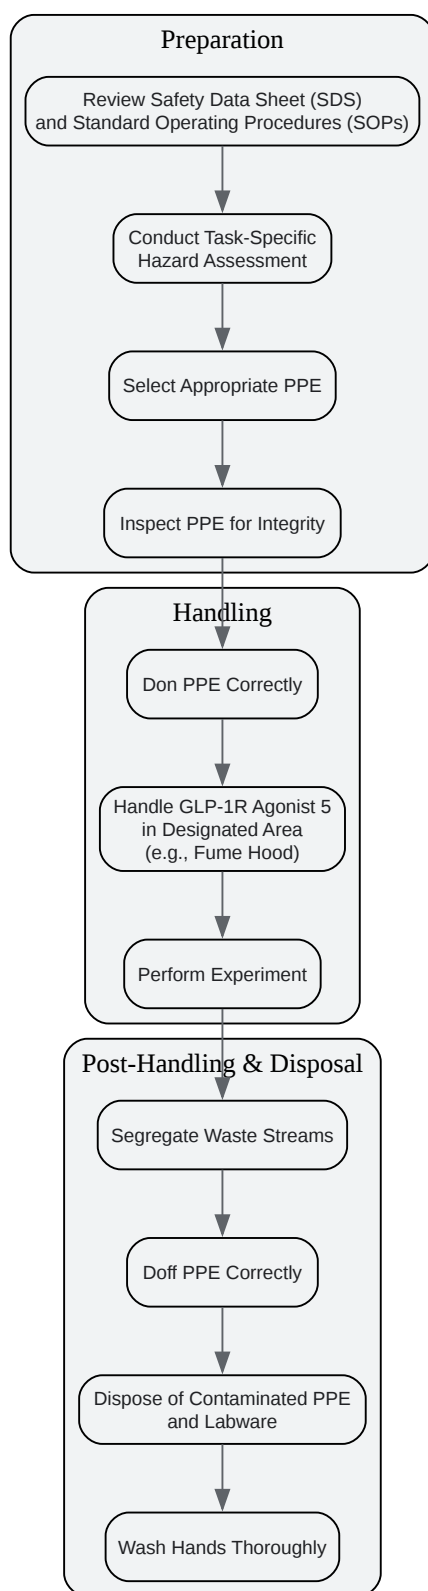 Preparation
Review Safety Data Sheet (SDS)
and Standard Operating Procedures (SOPs)
Conduct Task-Specific
Hazard Assessment
Select Appropriate PPE
Inspect PPE for Integrity
Handling
Don PPE Correctly
Handle GLP-1R Agonist 5
in Designated Area
(e.g., Fume Hood)
Perform Experiment
Post-Handling & Disposal
Segregate Waste Streams
Doff PPE Correctly
Dispose of Contaminated PPE
and Labware
Wash Hands Thoroughly